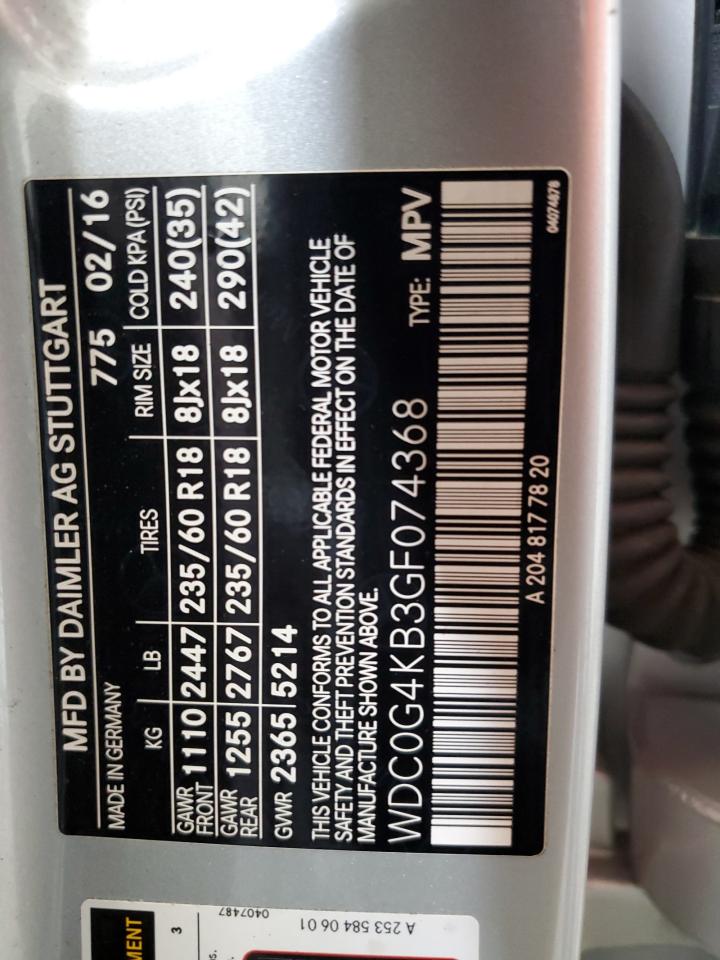 MFD BY DAIMLER AG STUTTGART
MADE IN GERMANY 775 02/16
KG LB TIRES RIM SIZE COLD KPA (PSI)
GAWR FRONT 1110 2447 235/60 R18 8Jx18 240(35)
GAWR REAR 1255 2767 235/60 R18 8Jx18 290(42)
GVWR 2365 5214
THIS VEHICLE CONFORMS TO ALL APPLICABLE FEDERAL MOTOR VEHICLE
SAFETY AND THEFT PREVENTION STANDARDS IN EFFECT ON THE DATE OF
MANUFACTURE SHOWN ABOVE.
WDC0G4KB3GF074368 TYPE: MPV
A 204 817 78 20
MENT
3
0407487
A 253 584 06 01